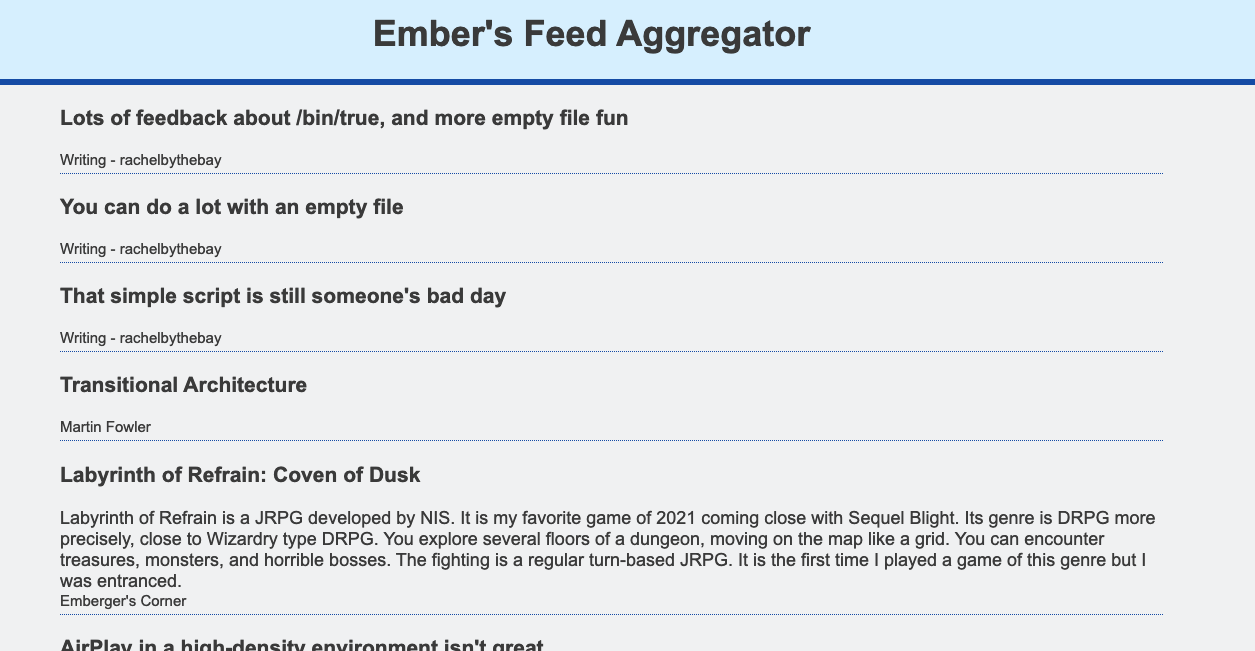 Ember's Feed Aggregator
Lots of feedback about /bin/true, and more empty file fun
Writing - rachelbythebay
You can do a lot with an empty file
Writing - rachelbythebay
That simple script is still someone's bad day
Writing - rachelbythebay
Transitional Architecture
Martin Fowler
Labyrinth of Refrain: Coven of Dusk
Labyrinth of Refrain is a JRPG developed by NIS. It is my favorite game of 2021 coming close with Sequel Blight. Its genre is DRPG more
precisely, close to Wizardry type DRPG. You explore several floors of a dungeon, moving on the map like a grid. You can encounter
treasures, monsters, and horrible bosses. The fighting is a regular turn-based JRPG. It is the first time I played a game of this genre but I
was entranced.
Emberger's Corner
AirPlay in a high-density environment isn't great